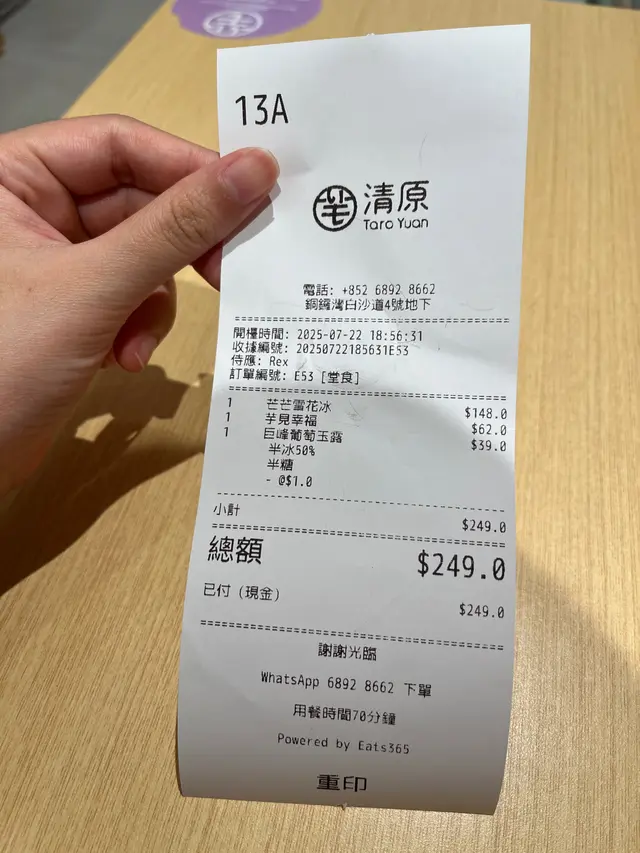 13A
清原
Taro Yuan
電話: +852 6892 8662
銅鑼灣白沙道4號地下
開檯時間: 2025-07-22 18:56:31
收據編號: 20250722185631E53
侍應: Rex
訂單編號: E53 [堂食]
1 芒芒雪花冰 $148.0
1 芋見幸福 $62.0
1 巨峰葡萄玉露 $39.0
半冰50%
半糖
- @$1.0
小計 $249.0
總額 $249.0
已付 (現金) $249.0
謝謝光臨
WhatsApp 6892 8662 下單
用餐時間70分鐘
Powered by Eats365
重印